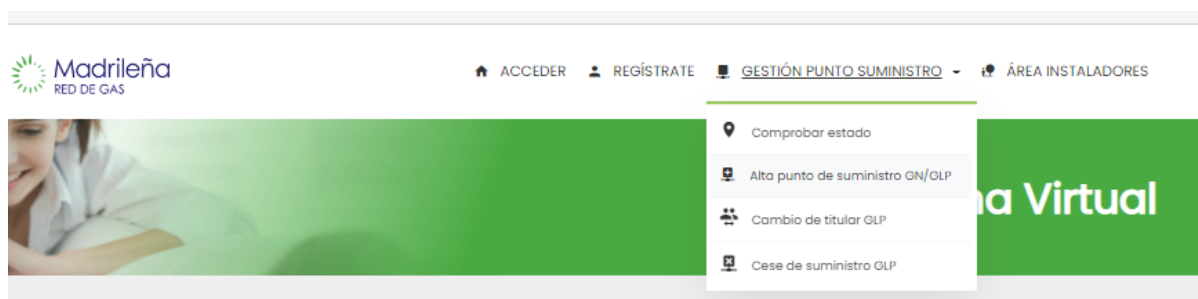 Madrileña
RED DE GAS
ACCEDER REGÍSTRATE GESTIÓN PUNTO SUMINISTRO ÁREA INSTALADORES
Comprobar estado
Alta punto de suministro GN/GLP
Cambio de titular GLP
Cese de suministro GLP
Virtual